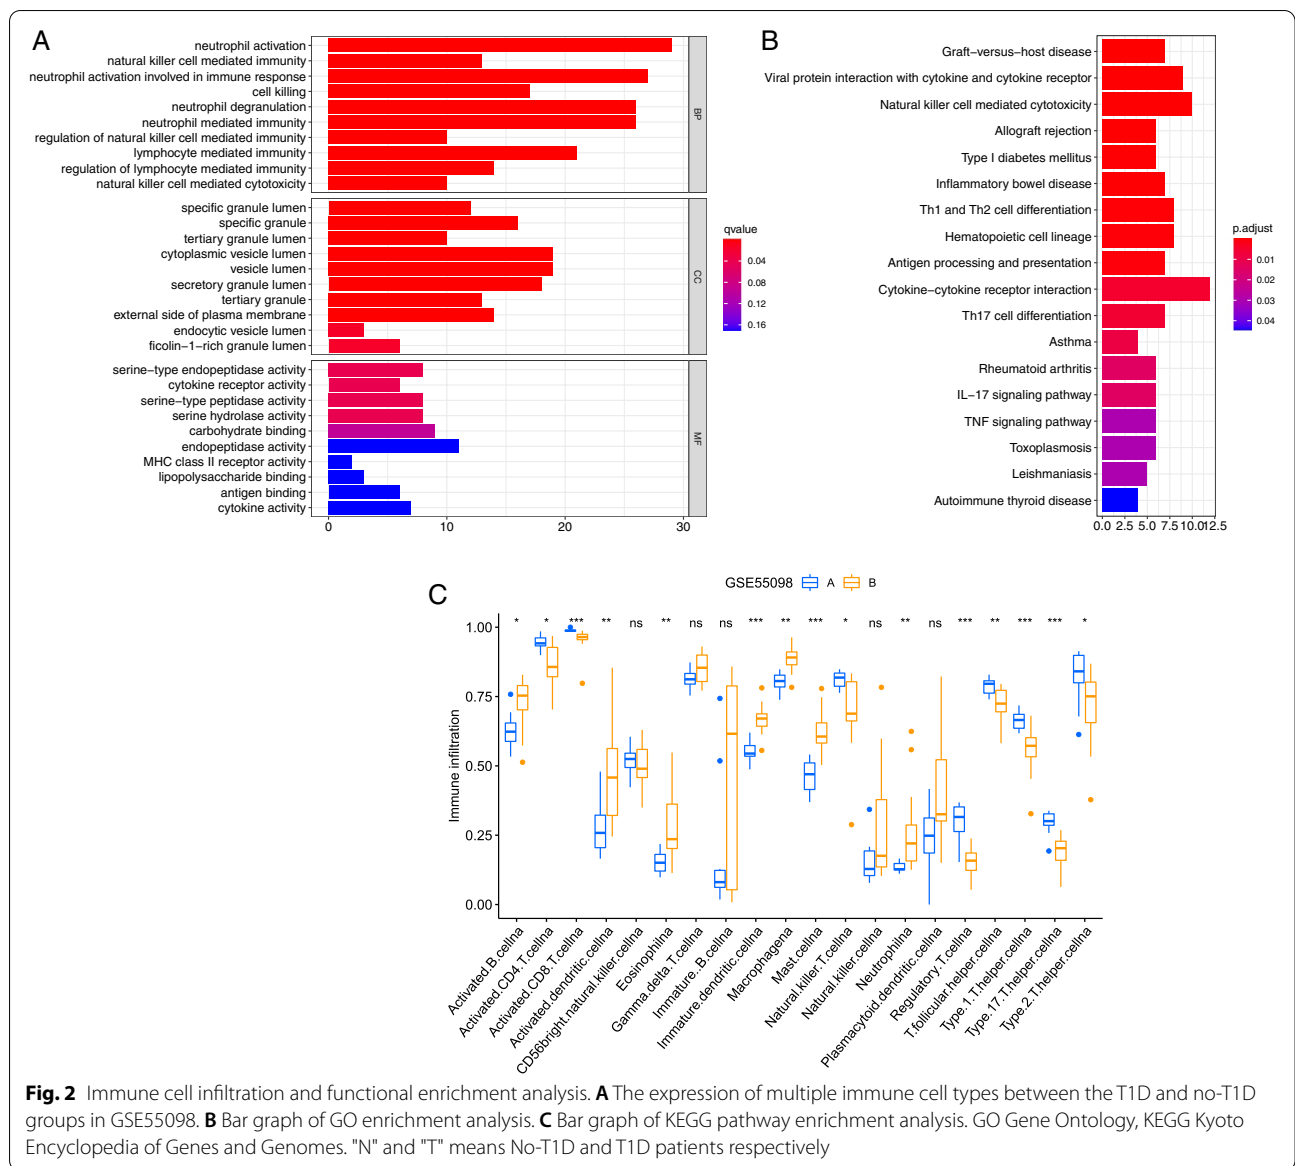 A
neutrophil activation
natural killer cell mediated immunity
neutrophil activation involved in immune response
cell killing
neutrophil degranulation
neutrophil mediated immunity
regulation of natural killer cell mediated immunity
lymphocyte mediated immunity
regulation of lymphocyte mediated immunity
natural killer cell mediated cytotoxicity
BP
specific granule lumen
specific granule
tertiary granule lumen
cytoplasmic vesicle lumen
vesicle lumen
secretory granule lumen
tertiary granule
external side of plasma membrane
endocytic vesicle lumen
ficolin−1−rich granule lumen
CC
serine−type endopeptidase activity
cytokine receptor activity
serine−type peptidase activity
serine hydrolase activity
carbohydrate binding
endopeptidase activity
MHC class II receptor activity
lipopolysaccharide binding
antigen binding
cytokine activity
MF
0 10 20 30
qvalue
0.04
0.08
0.12
0.16
B
Graft−versus−host disease
Viral protein interaction with cytokine and cytokine receptor
Natural killer cell mediated cytotoxicity
Allograft rejection
Type I diabetes mellitus
Inflammatory bowel disease
Th1 and Th2 cell differentiation
Hematopoietic cell lineage
Antigen processing and presentation
Cytokine−cytokine receptor interaction
Th17 cell differentiation
Asthma
Rheumatoid arthritis
IL−17 signaling pathway
TNF signaling pathway
Toxoplasmosis
Leishmaniasis
Autoimmune thyroid disease
0.0 2.5 5.0 7.5 10.0 12.5
p.adjust
0.01
0.02
0.03
0.04
C
GSE55098 A B
* * *** ** ns ** ns ns *** ** *** * ns ** ns *** ** *** *** *
Immune infiltration
1.00
0.75
0.50
0.25
0.00
Activated.B.cellna
Activated.CD4.T.cellna
Activated.CD8.T.cellna
Activated.dendritic.cellna
CD56bright.natural.killer.cellna
Eosinophilna
Gamma.delta.T.cellna
Immature..B.cellna
Immature.dendritic.cellna
Macrophagena
Mast.cellna
Natural.killer.T.cellna
Natural.killer.cellna
Neutrophilna
Plasmacytoid.dendritic.cellna
Regulatory.T.cellna
T.follicular.helper.cellna
Type.1.T.helper.cellna
Type.17.T.helper.cellna
Type.2.T.helper.cellna
Fig. 2 Immune cell infiltration and functional enrichment analysis. A The expression of multiple immune cell types between the T1D and no-T1D
groups in GSE55098. B Bar graph of GO enrichment analysis. C Bar graph of KEGG pathway enrichment analysis. GO Gene Ontology, KEGG Kyoto
Encyclopedia of Genes and Genomes. "N" and "T" means No-T1D and T1D patients respectively